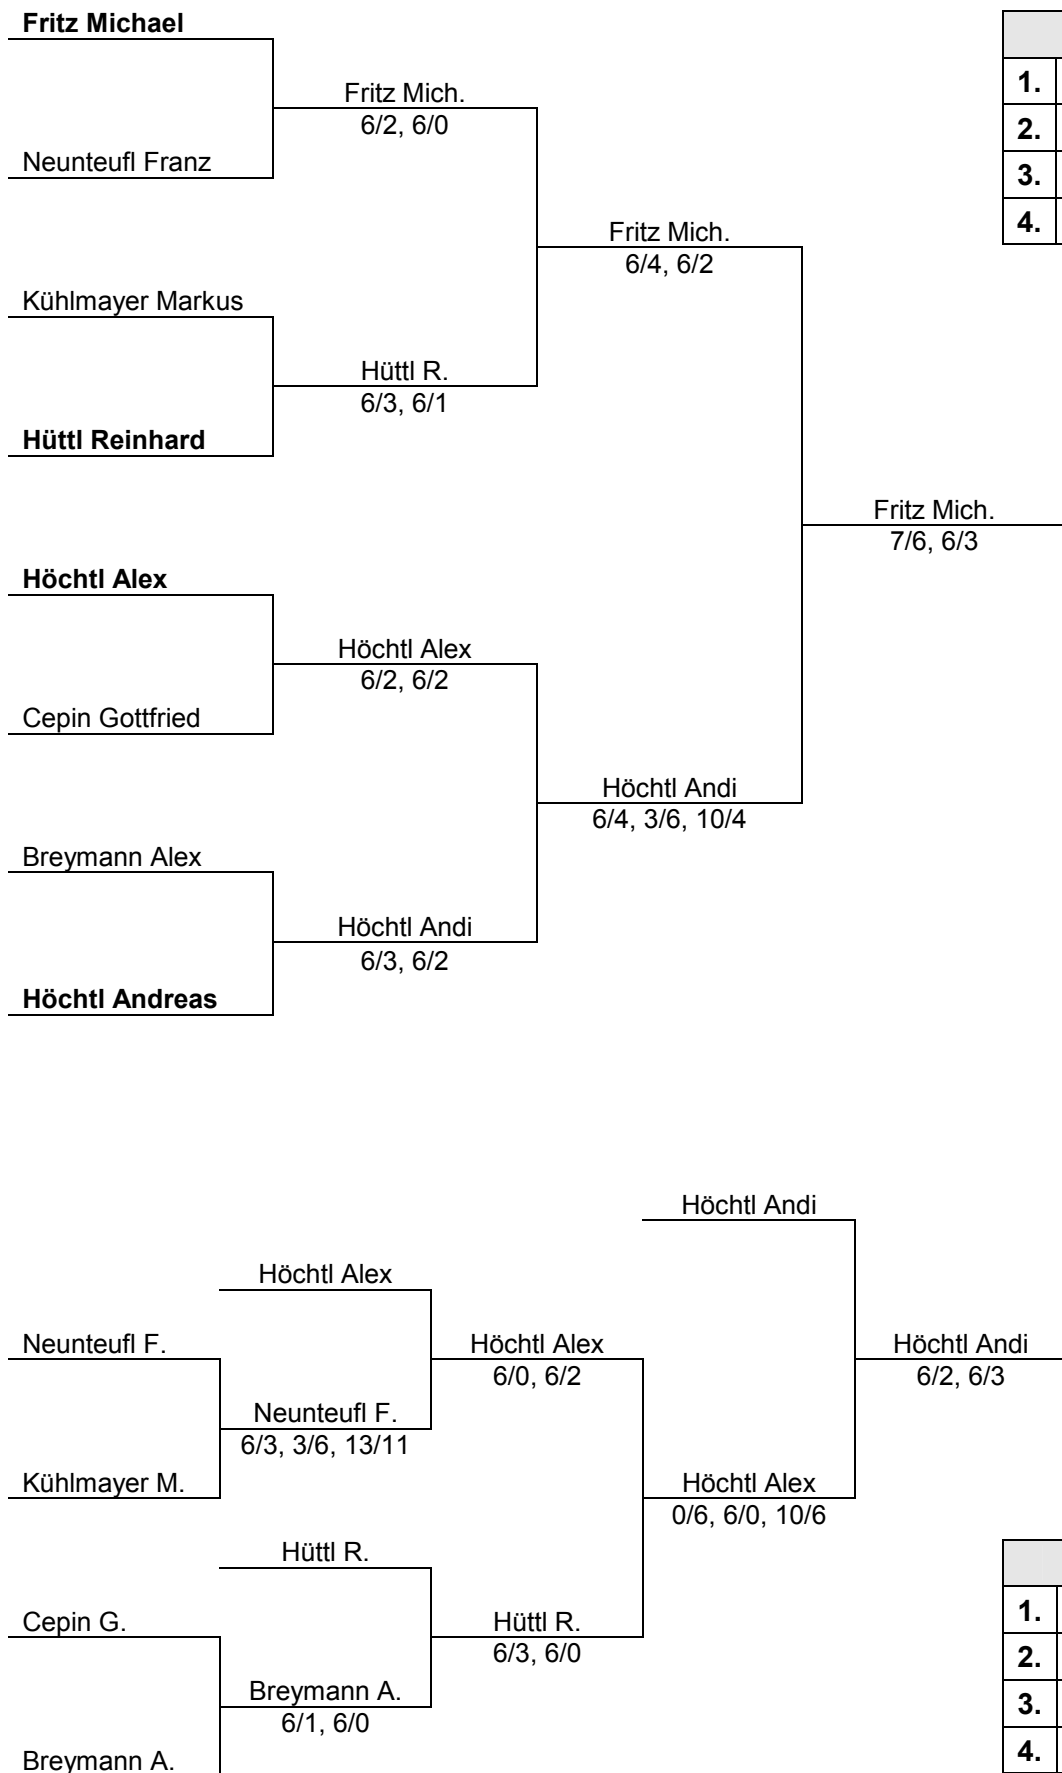 Fritz Michael
Fritz Mich.
6/2, 6/0
Neunteufl Franz
Fritz Mich.
6/4, 6/2
Kühlmayer Markus
Hüttl R.
6/3, 6/1
Hüttl Reinhard
Fritz Mich.
7/6, 6/3
Höchtl Alex
Höchtl Alex
6/2, 6/2
Cepin Gottfried
Höchtl Andi
6/4, 3/6, 10/4
Breymann Alex
Höchtl Andi
6/3, 6/2
Höchtl Andreas
1.
2.
3.
4.
Höchtl Andi
Höchtl Alex
Neunteufl F.
Höchtl Alex
6/0, 6/2
Höchtl Andi
6/2, 6/3
Neunteufl F.
6/3, 3/6, 13/11
Kühlmayer M.
Höchtl Alex
0/6, 6/0, 10/6
Hüttl R.
Cepin G.
Hüttl R.
6/3, 6/0
Breymann A.
6/1, 6/0
Breymann A.
1.
2.
3.
4.